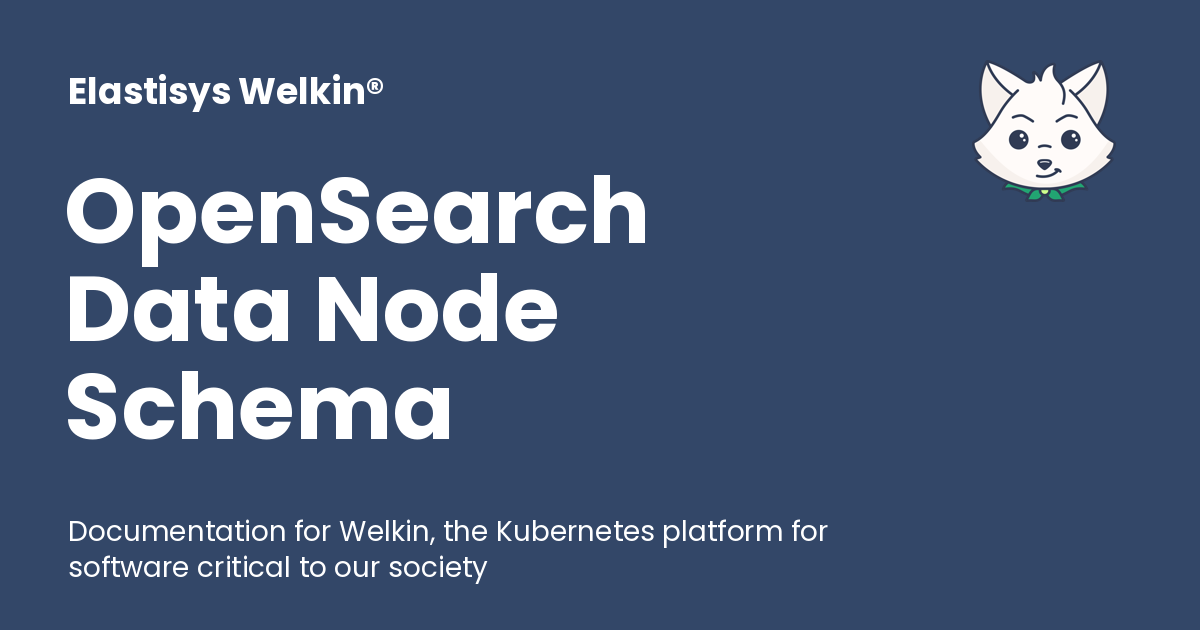 Elastisys Welkin®
OpenSearch
Data Node
Schema
Documentation for Welkin, the Kubernetes platform for
software critical to our society